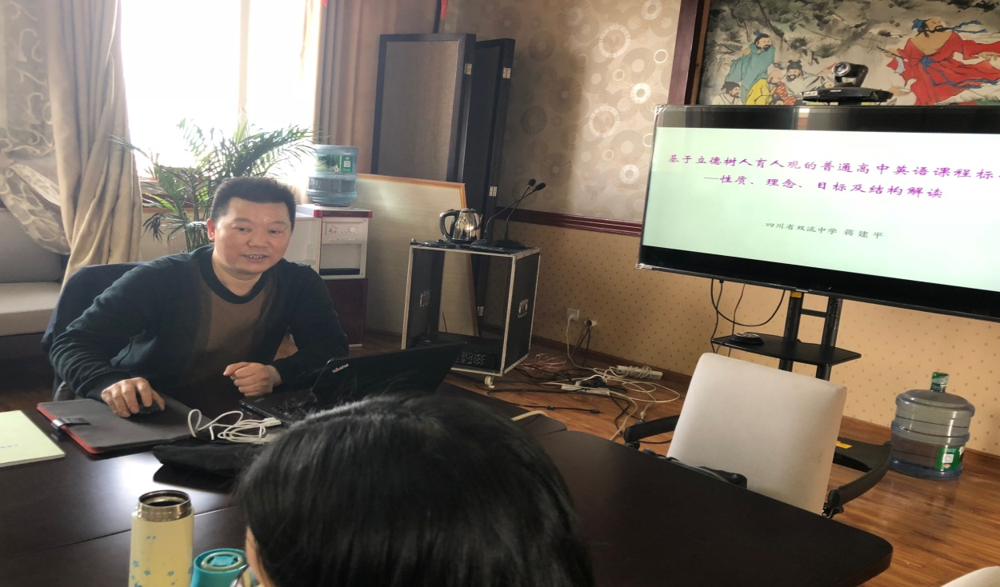 基于立德树人育人观的普通高中英语课程标
—性质、理念、目标及结构解读
四川省双流中学 蒋建平
ThinkPad